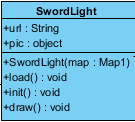 SwordLight
+url : String
+pic : object
+SwordLight(map : Map1)
+load() : void
+init() : void
+draw() : void